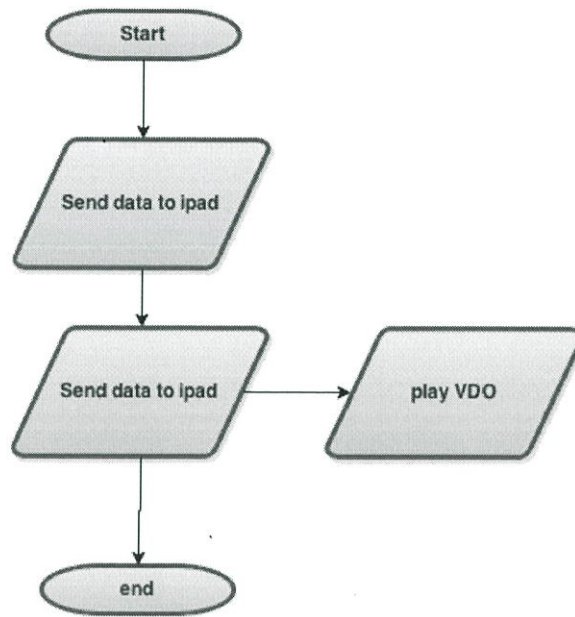 Start
Send data to ipad
Send data to ipad
play VDO
end